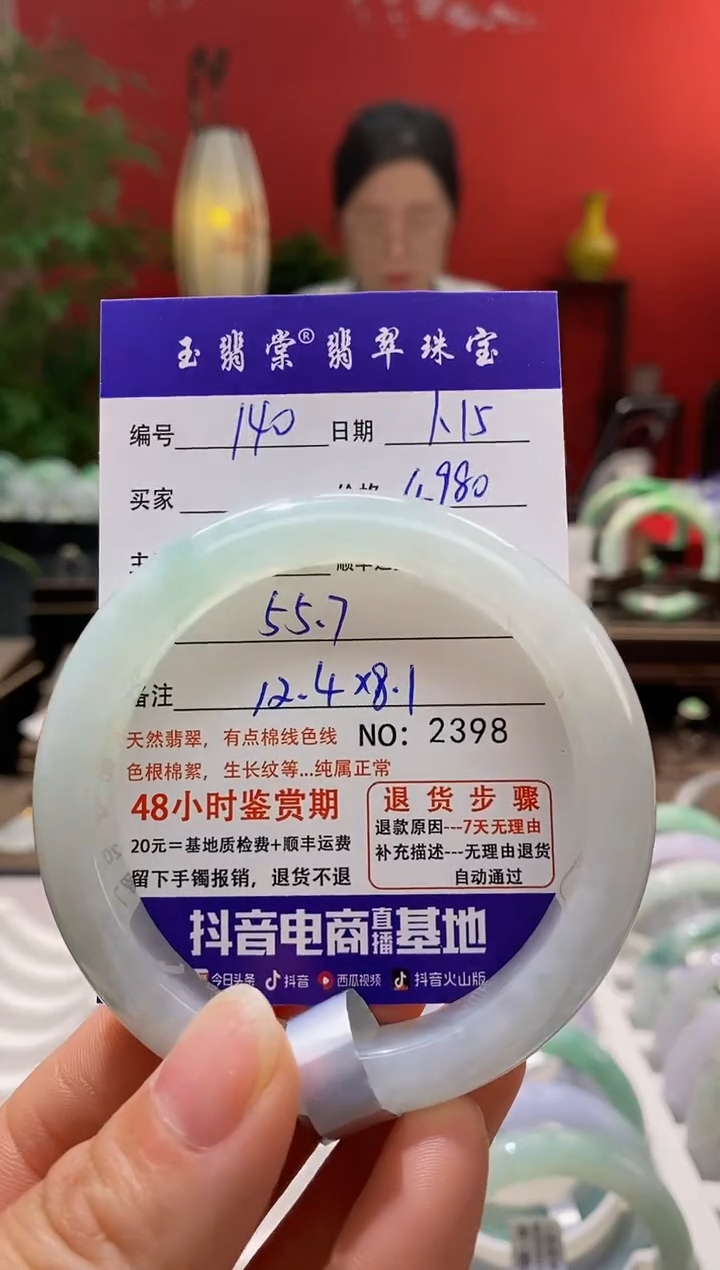 玉翡棠®翡翠珠宝
编号 140 日期 1.15
买家 价格 1.980
55.7
备注 12.4×8.1
天然翡翠，有点棉线色线 NO: 2398
色根棉絮，生长纹等...纯属正常
48小时鉴赏期
20元=基地质检费+顺丰运费
留下手镯报销，退货不退
退货步骤
退款原因---7天无理由
补充描述---无理由退货
自动通过
抖音电商直播基地
今日头条 抖音 西瓜视频 抖音火山版